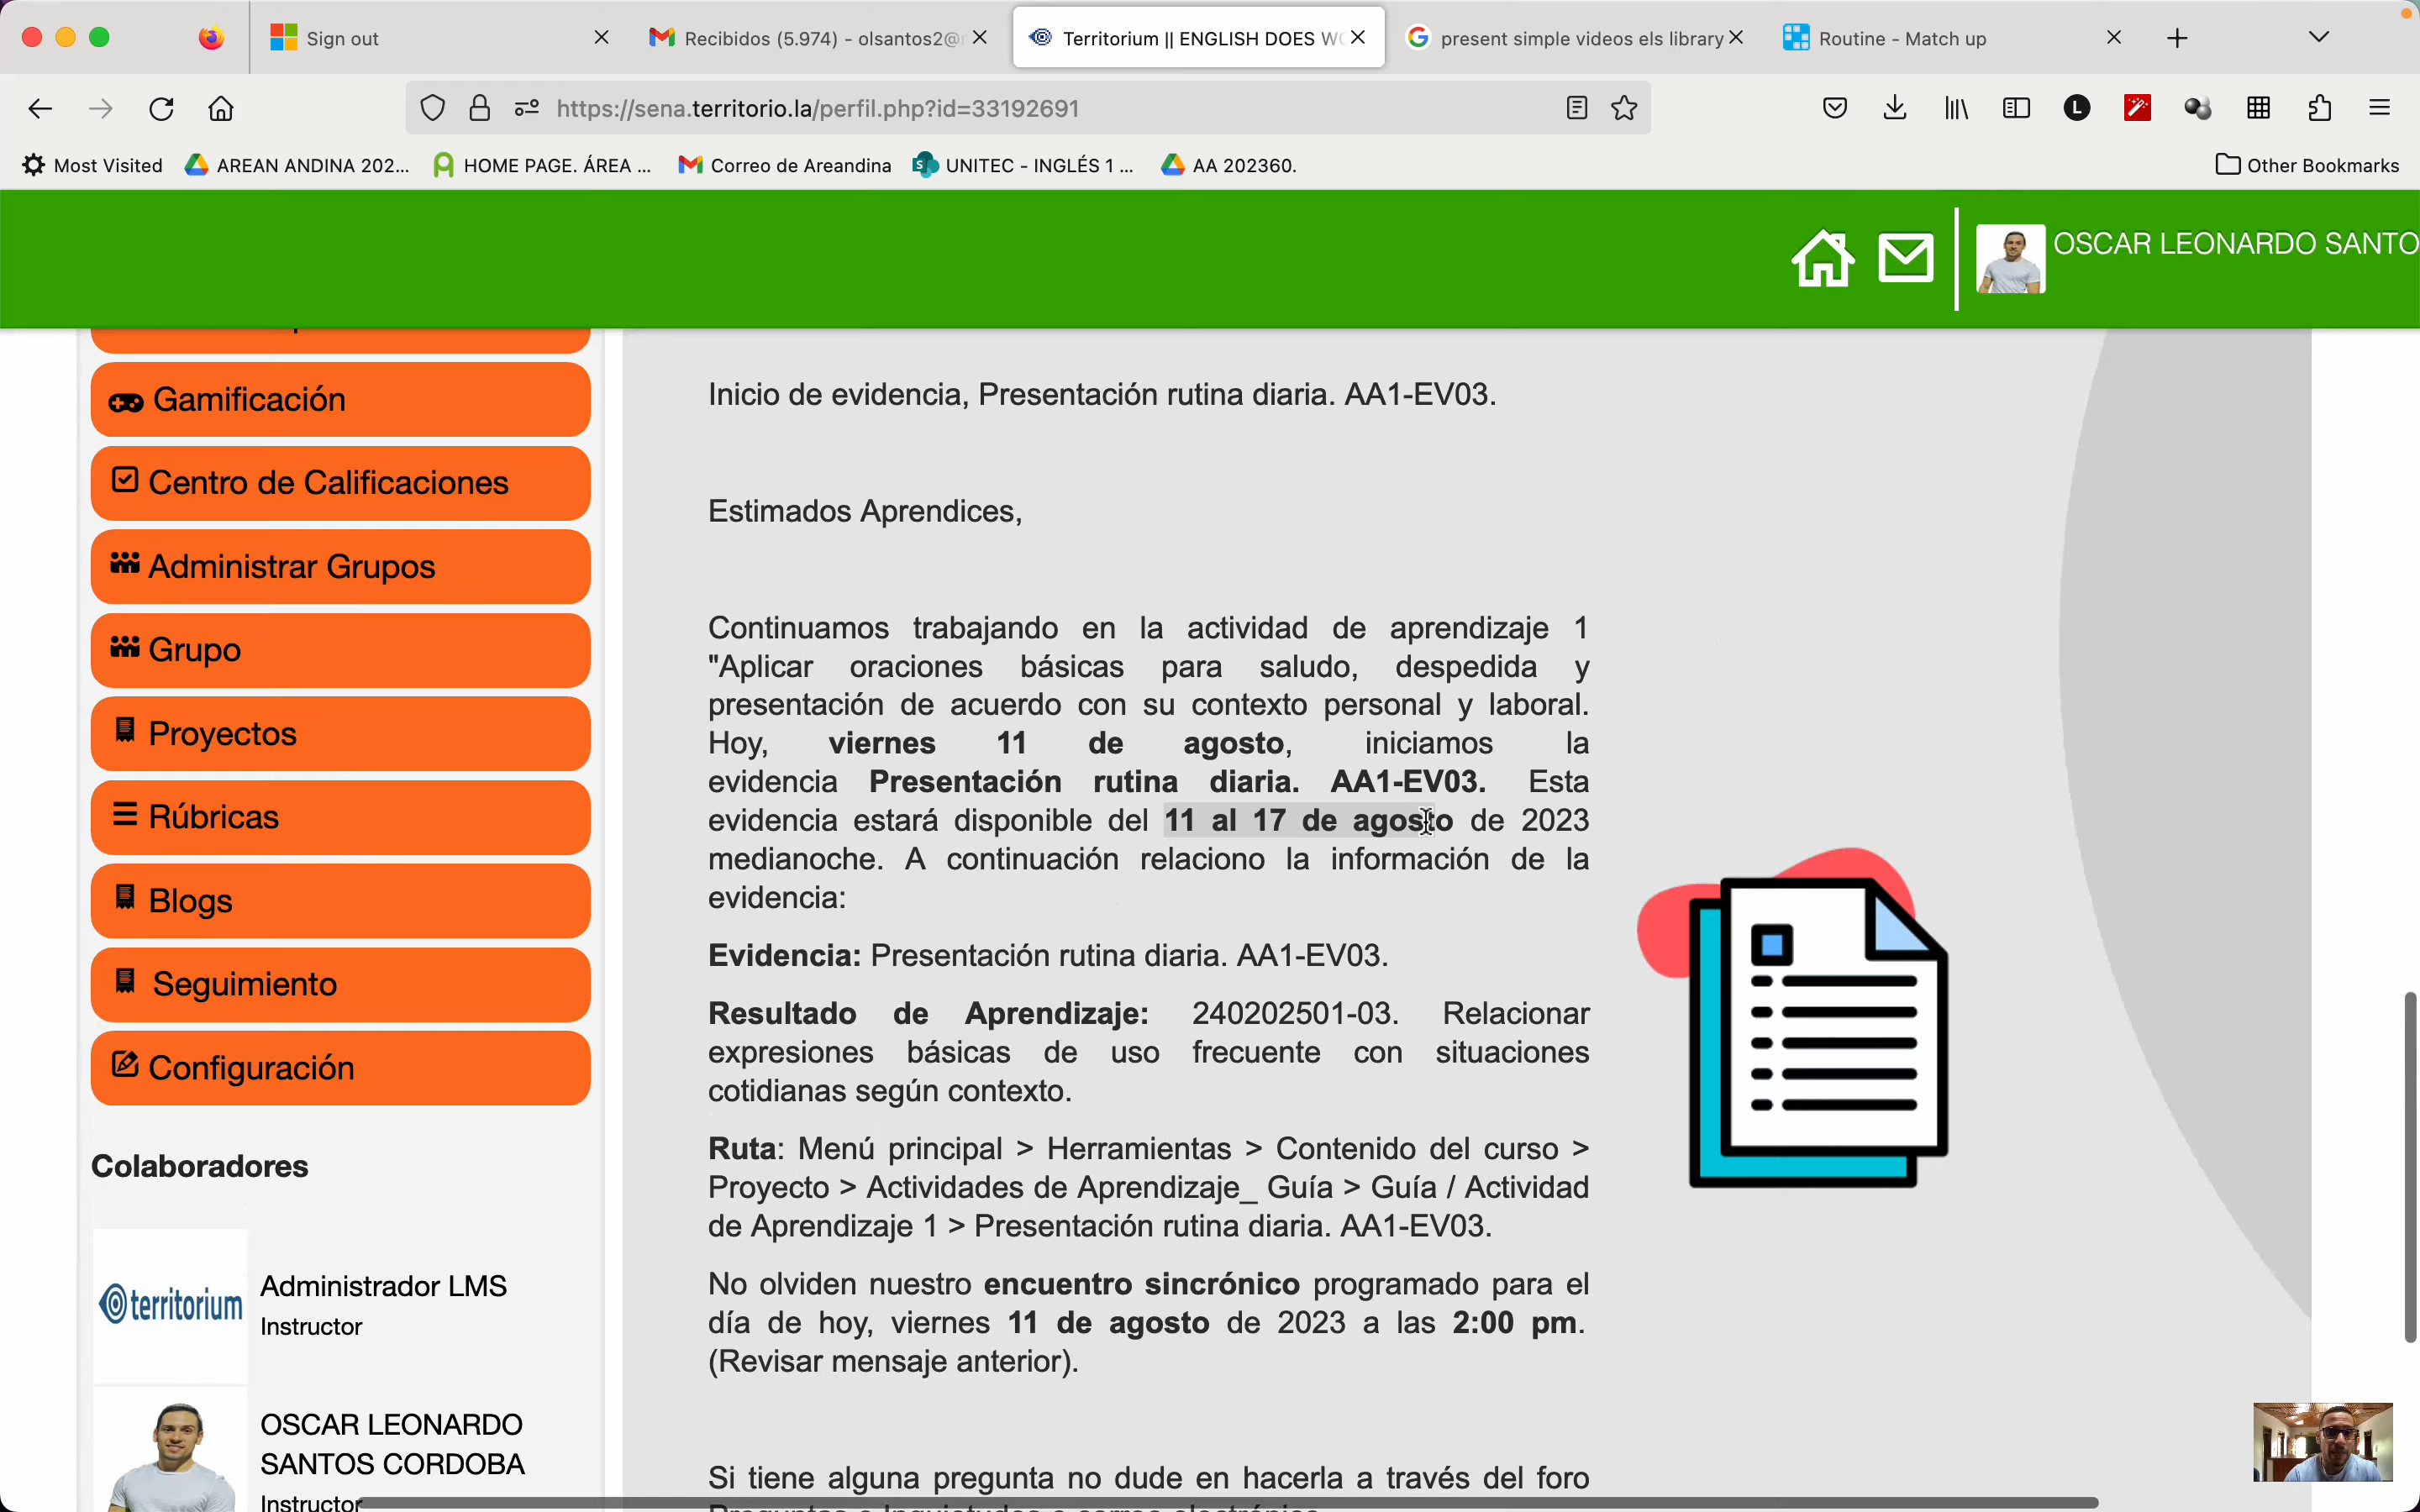 Sign out
Recibidos (5.974) - olsantos2@
Territorium || ENGLISH DOES WO
present simple videos els library
Routine - Match up
https://sena.territorio.la/perfil.php?id=33192691
L
Most Visited
AREAN ANDINA 202...
HOME PAGE. ÁREA ...
Correo de Areandina
UNITEC - INGLÉS 1 ...
AA 202360.
Other Bookmarks
OSCAR LEONARDO SANTO
Gamificación
Centro de Calificaciones
Administrar Grupos
Grupo
Proyectos
Rúbricas
Blogs
Seguimiento
Configuración
Colaboradores
territorium
Administrador LMS
Instructor
OSCAR LEONARDO
SANTOS CORDOBA
Instructor
Inicio de evidencia, Presentación rutina diaria. AA1-EV03.
Estimados Aprendices,
Continuamos trabajando en la actividad de aprendizaje 1
"Aplicar oraciones básicas para saludo, despedida y
presentación de acuerdo con su contexto personal y laboral.
Hoy, viernes 11 de agosto, iniciamos la
evidencia Presentación rutina diaria. AA1-EV03. Esta
evidencia estará disponible del 11 al 17 de agosto de 2023
medianoche. A continuación relaciono la información de la
evidencia:
Evidencia: Presentación rutina diaria. AA1-EV03.
Resultado de Aprendizaje: 240202501-03. Relacionar
expresiones básicas de uso frecuente con situaciones
cotidianas según contexto.
Ruta: Menú principal > Herramientas > Contenido del curso >
Proyecto > Actividades de Aprendizaje_ Guía > Guía / Actividad
de Aprendizaje 1 > Presentación rutina diaria. AA1-EV03.
No olviden nuestro encuentro sincrónico programado para el
día de hoy, viernes 11 de agosto de 2023 a las 2:00 pm.
(Revisar mensaje anterior).
Si tiene alguna pregunta no dude en hacerla a través del foro